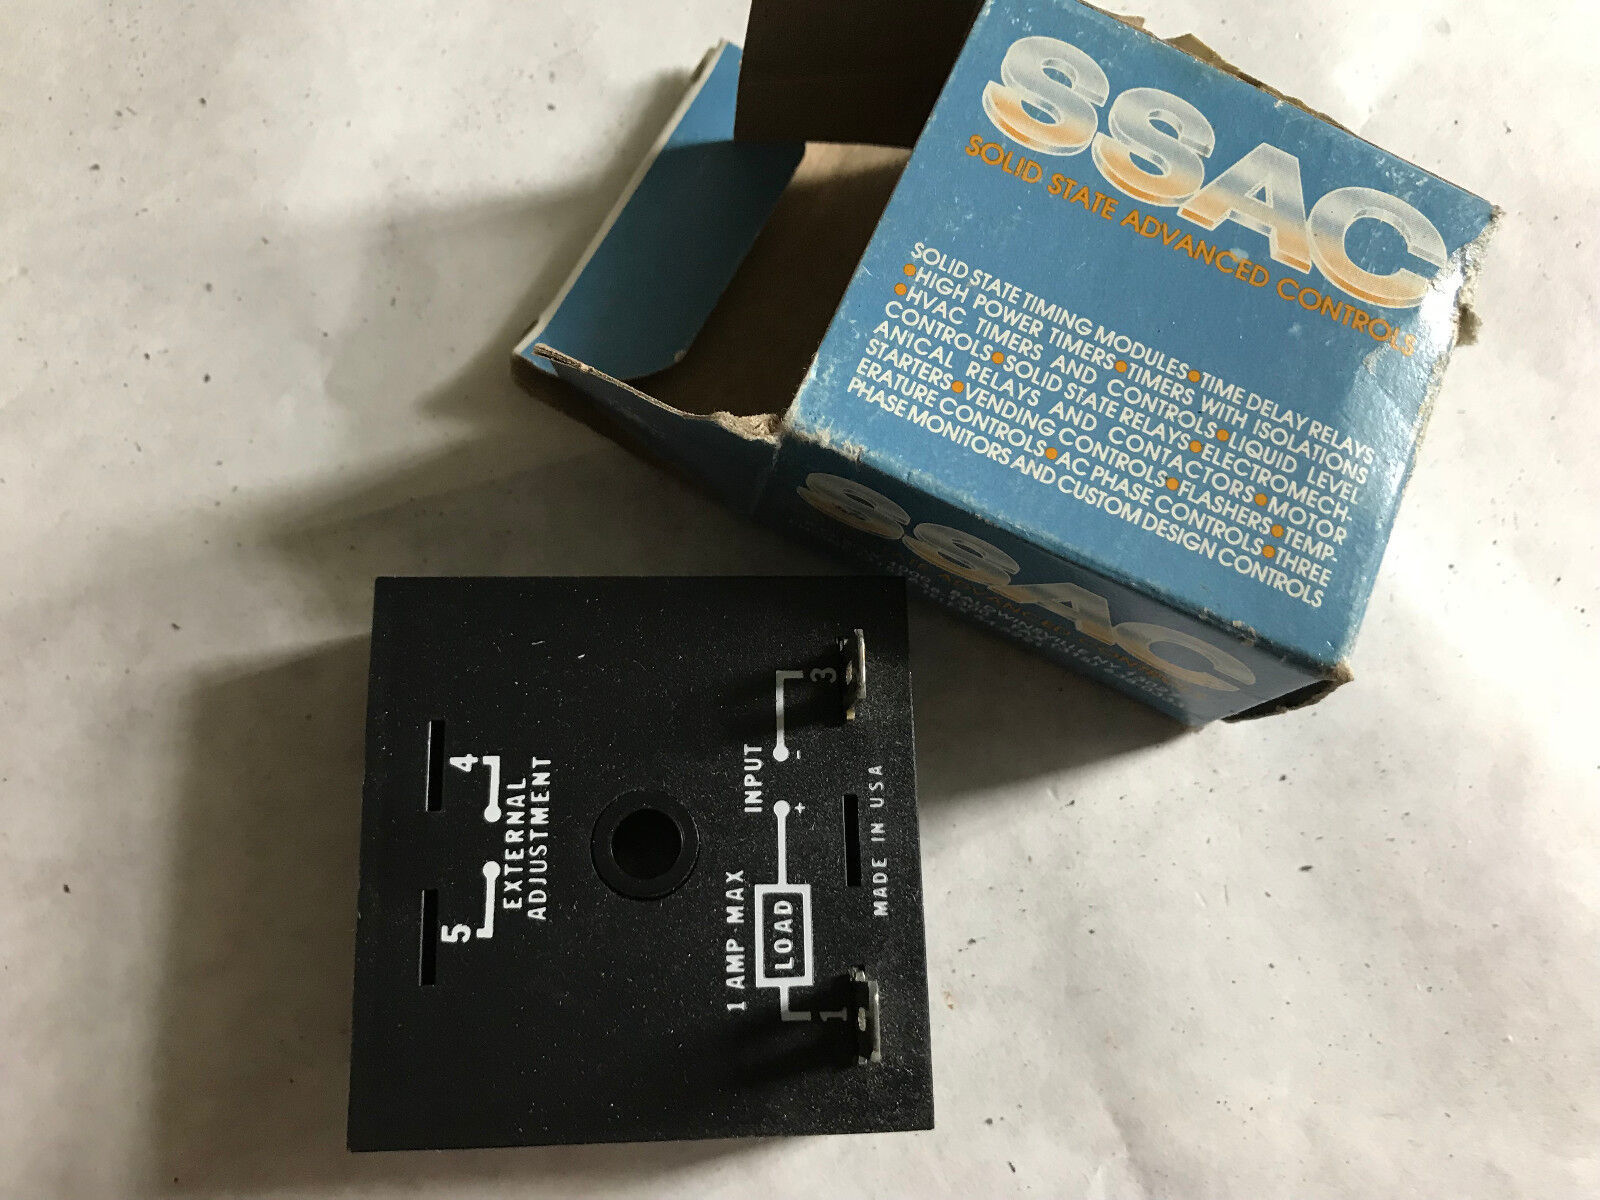 SSAC
SOLID STATE ADVANCED CONTROLS
SOLID STATE TIMING MODULES•TIME DELAY RELAYS
•HIGH POWER TIMERS•TIMERS WITH ISOLATIONS
•HVAC TIMERS AND CONTROLS•LIQUID LEVEL
CONTROLS•SOLID STATE RELAYS•ELECTROMECH-
ANICAL RELAYS AND CONTACTORS•MOTOR
STARTERS•VENDING CONTROLS•FLASHERS•TEMP-
ERATURE CONTROLS•AC PHASE CONTROLS•THREE
PHASE MONITORS AND CUSTOM DESIGN CONTROLS
SSAC
BALDWINSVILLE NY
5 4
EXTERNAL
ADJUSTMENT
1 AMP MAX INPUT
LOAD + -
1 3
MADE IN USA